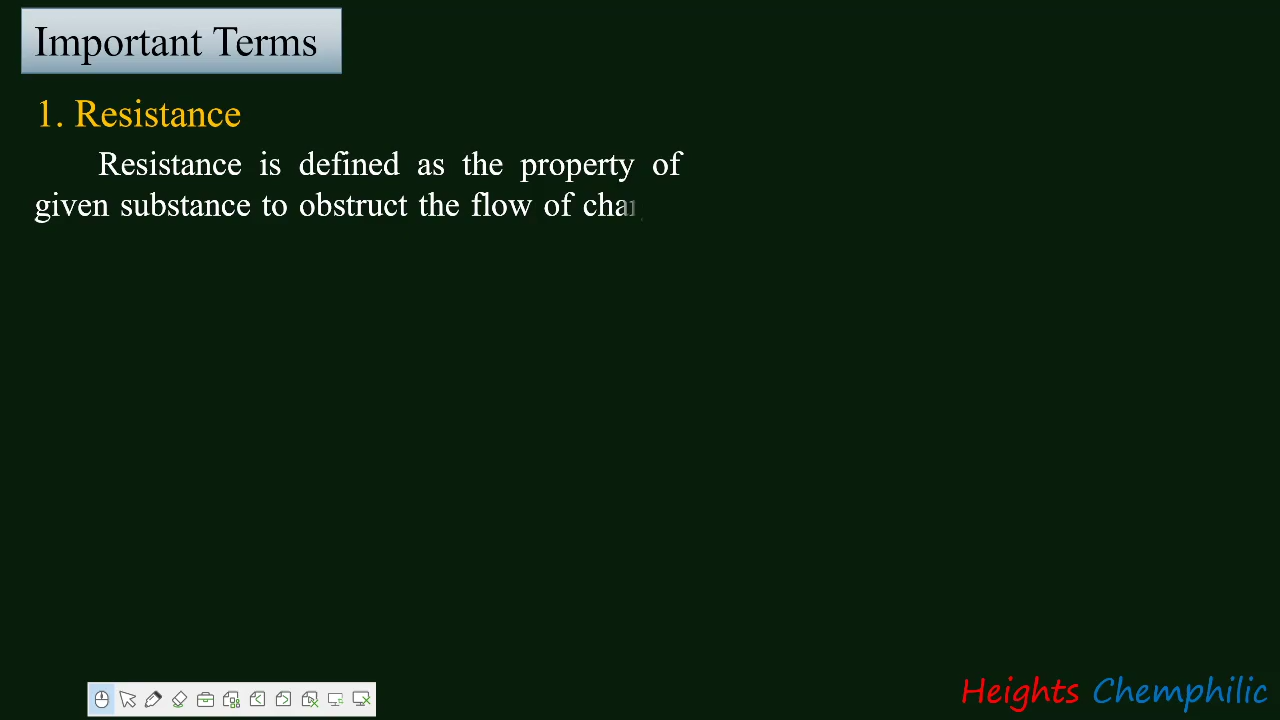 Important Terms
1. Resistance
Resistance is defined as the property of
given substance to obstruct the flow of
Heights Chemphilic